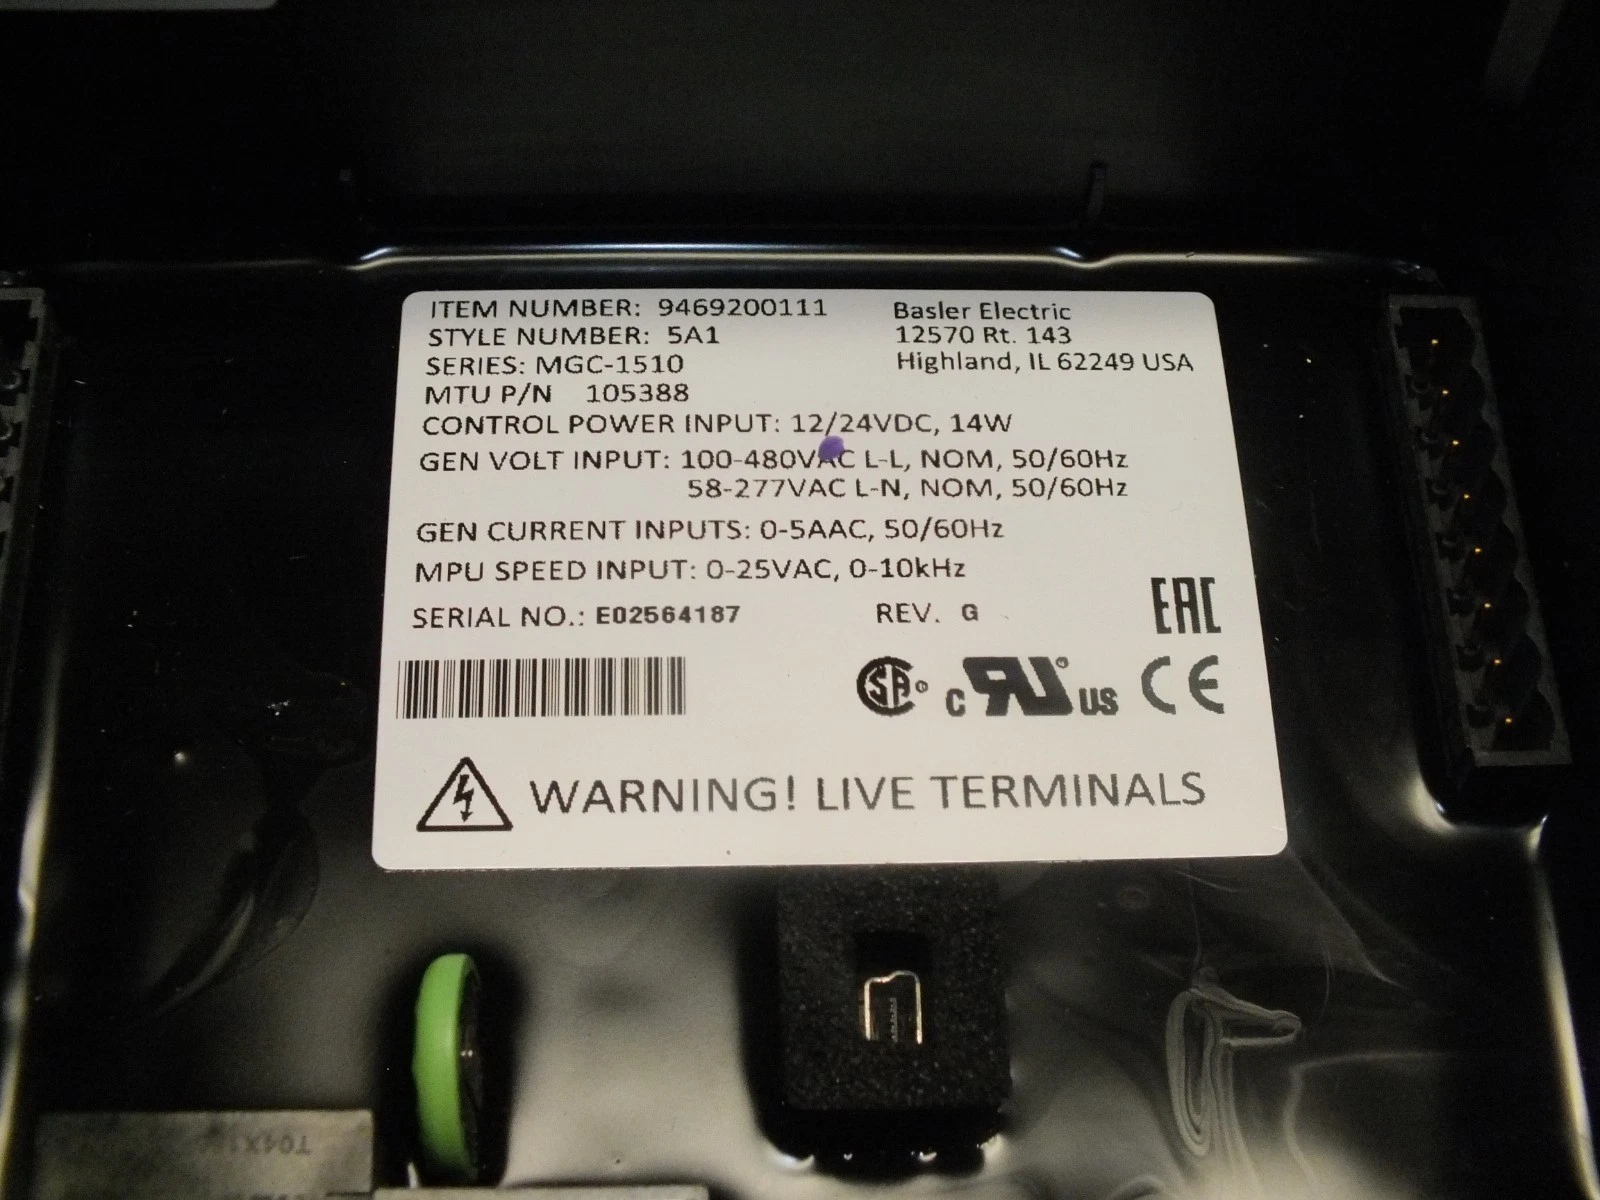 ITEM NUMBER: 9469200111
STYLE NUMBER: 5A1
SERIES: MGC-1510
MTU P/N 105388
Basler Electric
12570 Rt. 143
Highland, IL 62249 USA
CONTROL POWER INPUT: 12/24VDC, 14W
GEN VOLT INPUT: 100-480VAC L-L, NOM, 50/60Hz
58-277VAC L-N, NOM, 50/60Hz
GEN CURRENT INPUTS: 0-5AAC, 50/60Hz
MPU SPEED INPUT: 0-25VAC, 0-10kHz
SERIAL NO.: E02564187 REV. G
EAC
SA® c RU® US CE
WARNING! LIVE TERMINALS